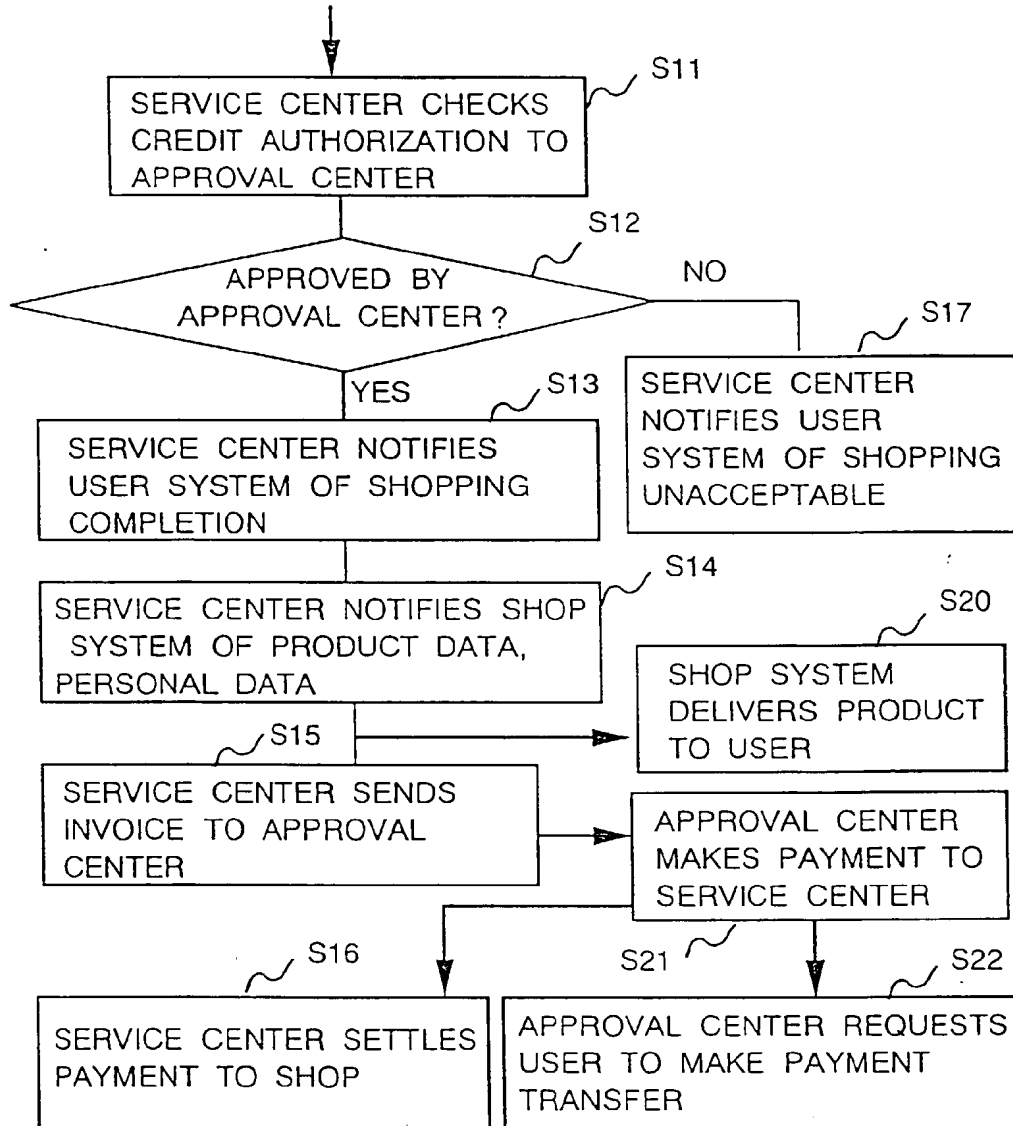 S11
SERVICE CENTER CHECKS
CREDIT AUTHORIZATION TO
APPROVAL CENTER
S12
APPROVED BY
APPROVAL CENTER?
NO
S17
SERVICE CENTER
NOTIFIES USER
SYSTEM OF SHOPPING
UNACCEPTABLE
YES
S13
SERVICE CENTER NOTIFIES
USER SYSTEM OF SHOPPING
COMPLETION
S14
SERVICE CENTER NOTIFIES SHOP
SYSTEM OF PRODUCT DATA,
PERSONAL DATA
S20
SHOP SYSTEM
DELIVERS PRODUCT
TO USER
S15
SERVICE CENTER SENDS
INVOICE TO APPROVAL
CENTER
APPROVAL CENTER
MAKES PAYMENT TO
SERVICE CENTER
S21
S16
SERVICE CENTER SETTLES
PAYMENT TO SHOP
S22
APPROVAL CENTER REQUESTS
USER TO MAKE PAYMENT
TRANSFER